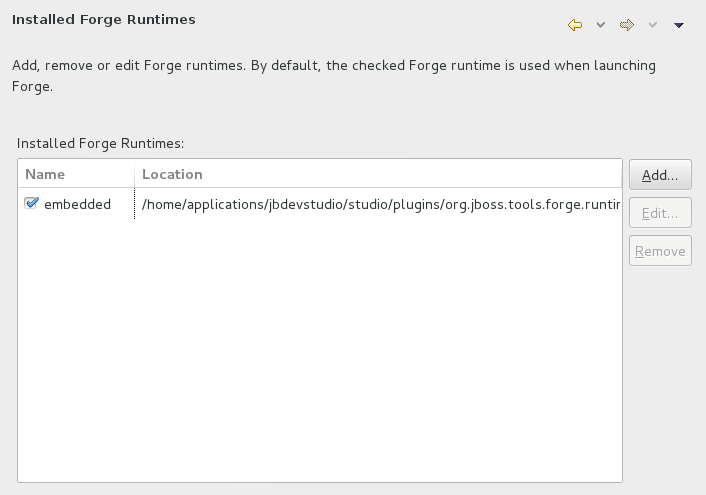 Installed Forge Runtimes
Add, remove or edit Forge runtimes. By default, the checked Forge runtime is used when launching
Forge.
Installed Forge Runtimes:
Name Location
embedded /home/applications/jbdevstudio/studio/plugins/org.jboss.tools.forge.runtin
Add...
Edit...
Remove